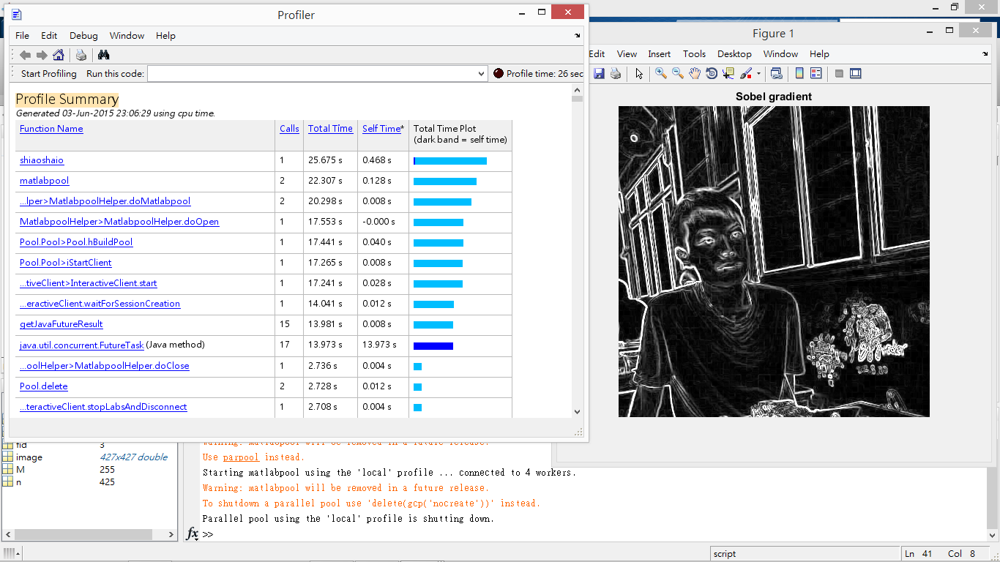 Profiler
File Edit Debug Window Help
Start Profiling Run this code: Profile time: 26 sec
Profile Summary
Generated 03-Jun-2015 23:06:29 using cpu time.
Function Name Calls Total Time Self Time* Total Time Plot
(dark band = self time)
shiaoshaio 1 25.675 s 0.468 s
matlabpool 2 22.307 s 0.128 s
...lper>MatlabpoolHelper.doMatlabpool 2 20.298 s 0.008 s
MatlabpoolHelper>MatlabpoolHelper.doOpen 1 17.553 s -0.000 s
Pool.Pool>Pool.hBuildPool 1 17.441 s 0.040 s
Pool.Pool>iStartClient 1 17.265 s 0.008 s
...tiveClient>InteractiveClient.start 1 17.241 s 0.028 s
...eractiveClient.waitForSessionCreation 1 14.041 s 0.012 s
getJavaFutureResult 15 13.981 s 0.008 s
java.util.concurrent.FutureTask (Java method) 17 13.973 s 13.973 s
...oolHelper>MatlabpoolHelper.doClose 1 2.736 s 0.004 s
Pool.delete 2 2.728 s 0.012 s
...teractiveClient.stopLabsAndDisconnect 1 2.708 s 0.004 s
Figure 1
Edit View Insert Tools Desktop Window Help
Sobel gradient
fid 3
image 427x427 double
M 255
n 425
Warning: matlabpool will be removed in a future release.
Use parpool instead.
Starting matlabpool using the 'local' profile ... connected to 4 workers.
Warning: matlabpool will be removed in a future release.
To shutdown a parallel pool use 'delete(gcp('nocreate'))' instead.
Parallel pool using the 'local' profile is shutting down.
fx >>
script Ln 41 Col 8